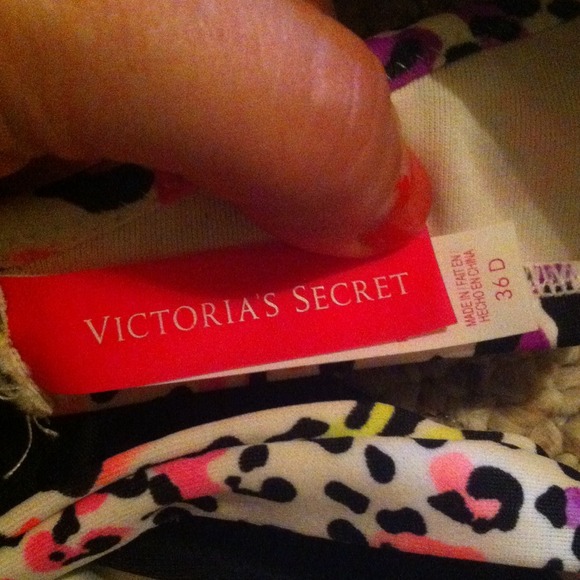 VICTORIA'S SECRET
MADE IN / FAIT EN /
HECHO EN CHINA
36 D